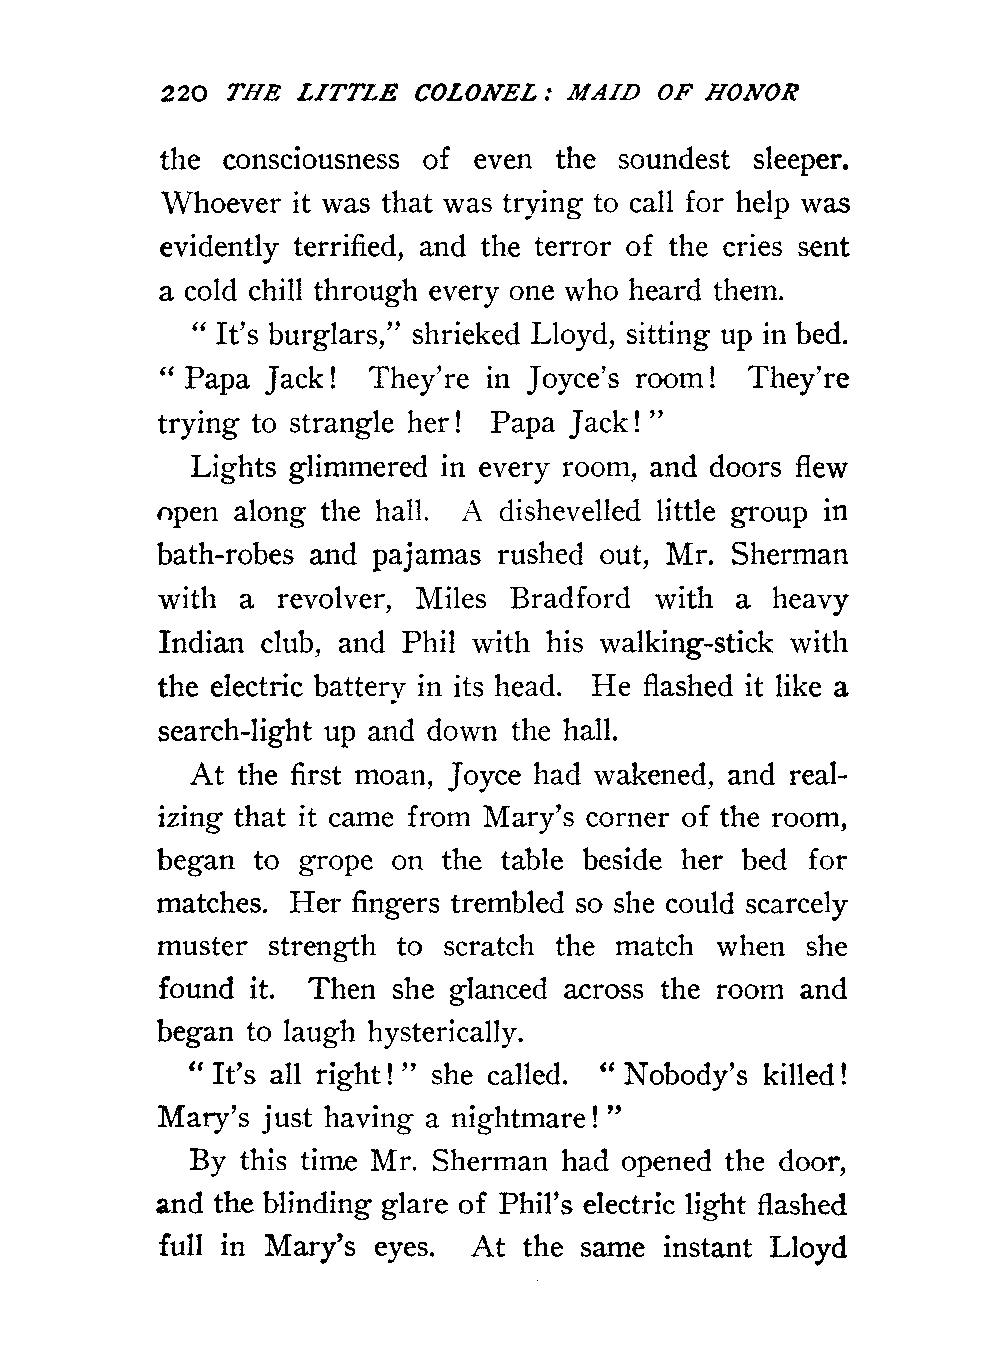 220 THE LITTLE COLONEL: MAID OF HONOR
the consciousness of even the soundest sleeper.
Whoever it was that was trying to call for help was
evidently terrified, and the terror of the cries sent
a cold chill through every one who heard them.
“ It’s burglars,” shrieked Lloyd, sitting up in bed.
“ Papa Jack! They’re in Joyce’s room! They’re
trying to strangle her! Papa Jack! ”
Lights glimmered in every room, and doors flew
open along the hall. A dishevelled little group in
bath-robes and pajamas rushed out, Mr. Sherman
with a revolver, Miles Bradford with a heavy
Indian club, and Phil with his walking-stick with
the electric battery in its head. He flashed it like a
search-light up and down the hall.
At the first moan, Joyce had wakened, and real-
izing that it came from Mary’s corner of the room,
began to grope on the table beside her bed for
matches. Her fingers trembled so she could scarcely
muster strength to scratch the match when she
found it. Then she glanced across the room and
began to laugh hysterically.
“ It’s all right! ” she called. “ Nobody’s killed!
Mary’s just having a nightmare! ”
By this time Mr. Sherman had opened the door,
and the blinding glare of Phil’s electric light flashed
full in Mary’s eyes. At the same instant Lloyd